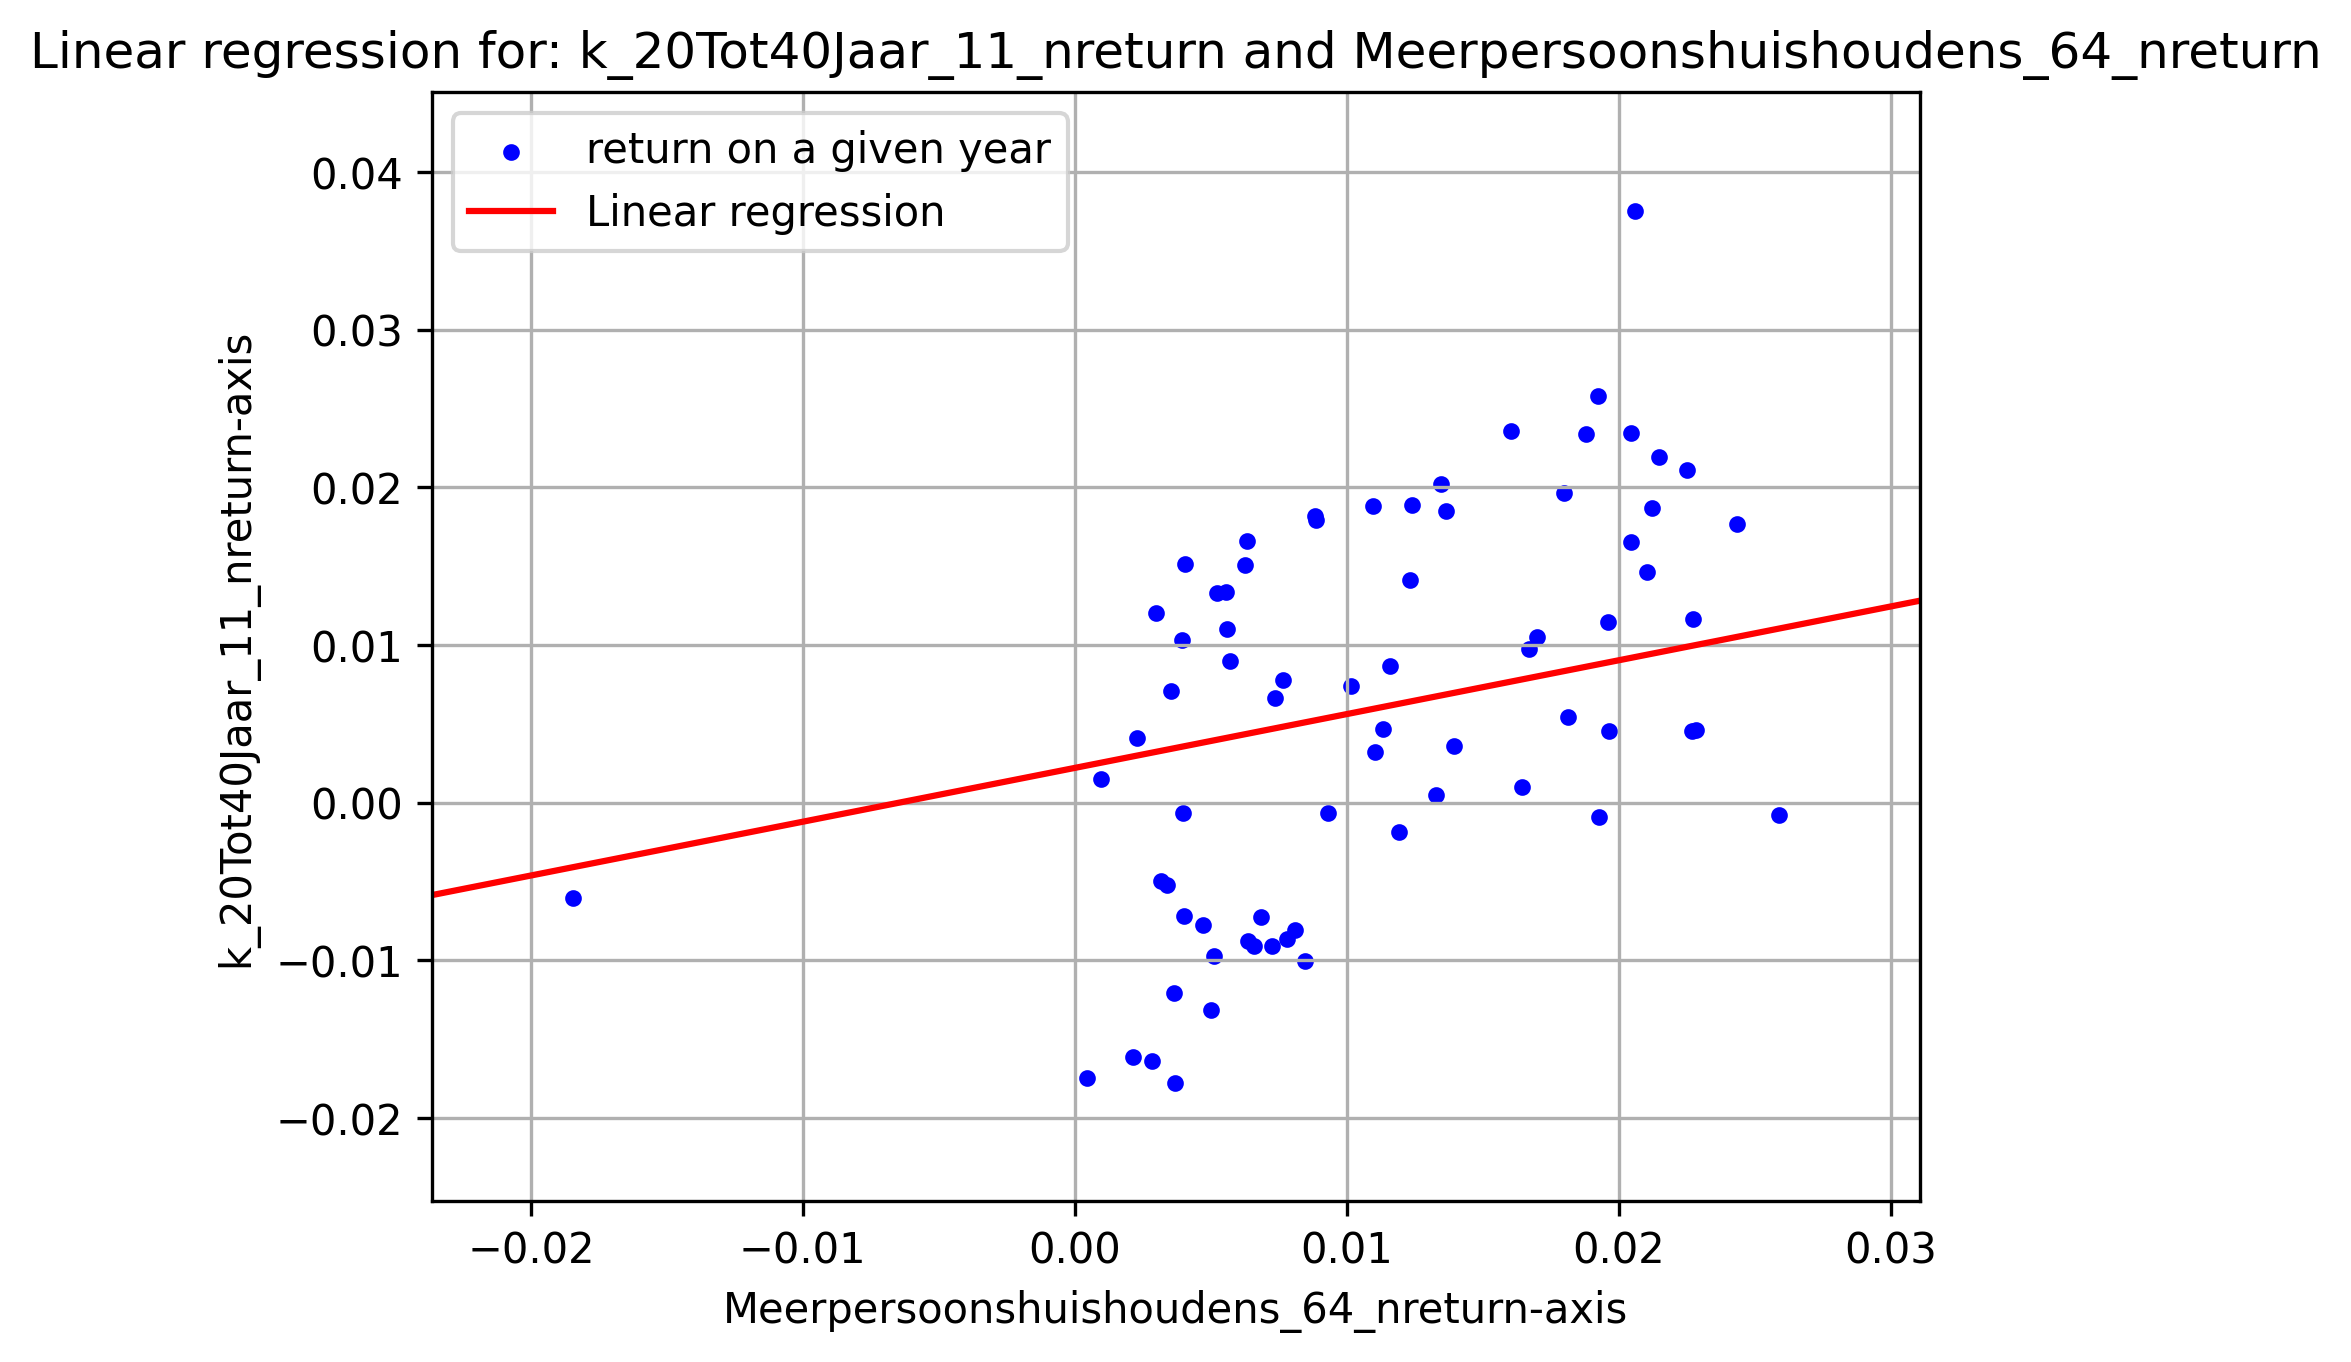 Linear regression for: k_20Tot40Jaar_11_nreturn and Meerpersoonshuishoudens_64_nreturn
return on a given year
Linear regression
k_20Tot40Jaar_11_nreturn-axis
0.04
0.03
0.02
0.01
0.00
−0.01
−0.02
−0.02 −0.01 0.00 0.01 0.02 0.03
Meerpersoonshuishoudens_64_nreturn-axis